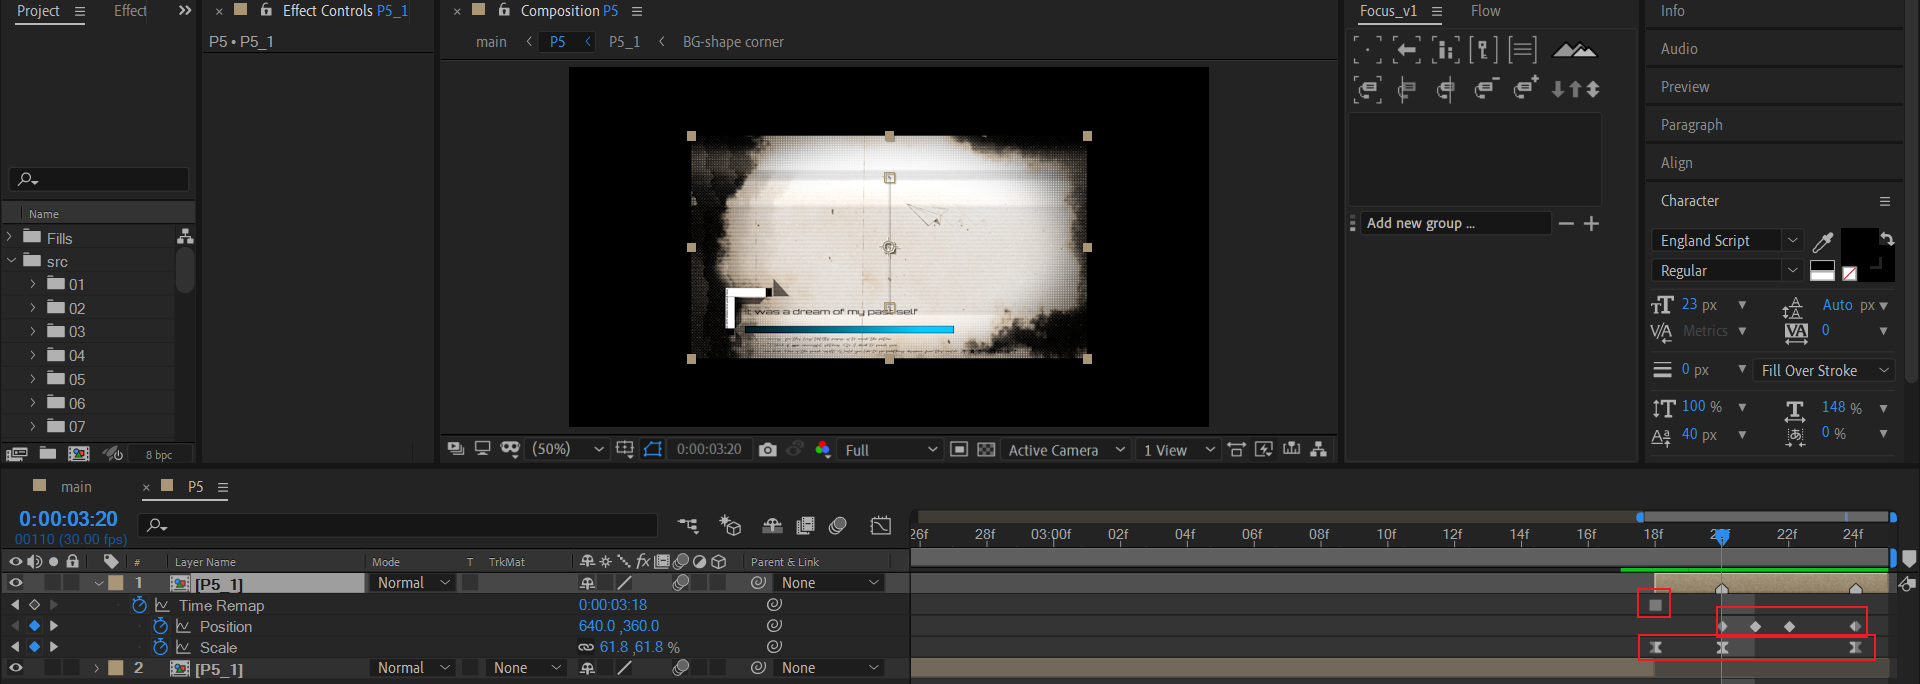 Project
Effect
Effect Controls P5_1
Composition P5
Focus_v1
Flow
Info
P5 • P5_1
main
P5
P5_1
BG-shape corner
Audio
Preview
Paragraph
Align
Character
Name
Fills
src
01
02
03
04
05
06
07
8 bpc
it was a dream of my past self
(50%)
0:00:03:20
Full
Active Camera
1 View
Add new group ...
England Script
Regular
23 px
Auto px
Metrics
0
0 px
Fill Over Stroke
100 %
148 %
40 px
0 %
main
P5
0:00:03:20
00110 (30.00 fps)
26f
28f
03:00f
02f
04f
06f
08f
10f
12f
14f
16f
18f
22f
24f
#
Layer Name
Mode
T
TrkMat
Parent & Link
1
[P5_1]
Normal
None
Time Remap
0:00:03:18
Position
640.0 ,360.0
Scale
61.8 ,61.8 %
2
[P5_1]
Normal
None
None